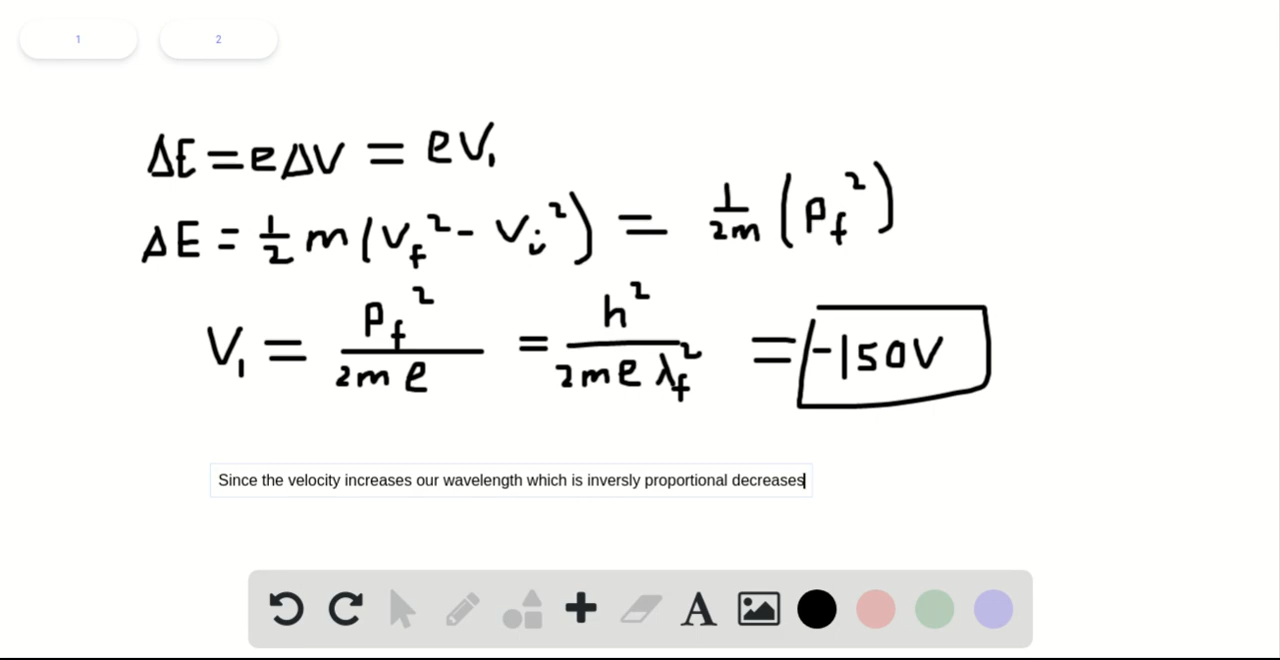 1 2
ΔE = eΔV = eV₁
ΔE = ½ m(v_f² - v_i²) = 1/2m (P_f²)
V₁ = P_f²/2me = h²/2meλ_f² = -150V
Since the velocity increases our wavelength which is inversly proportional decreases
A